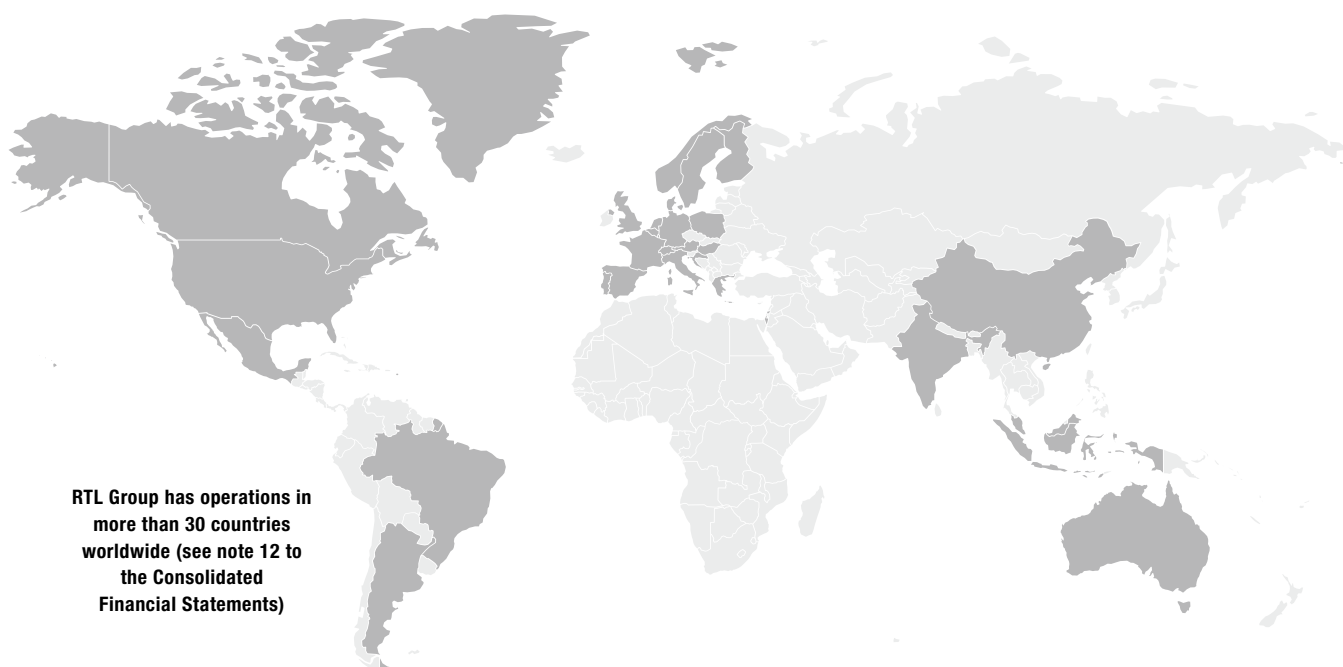 RTL Group has operations in
more than 30 countries
worldwide (see note 12 to
the Consolidated
Financial Statements)